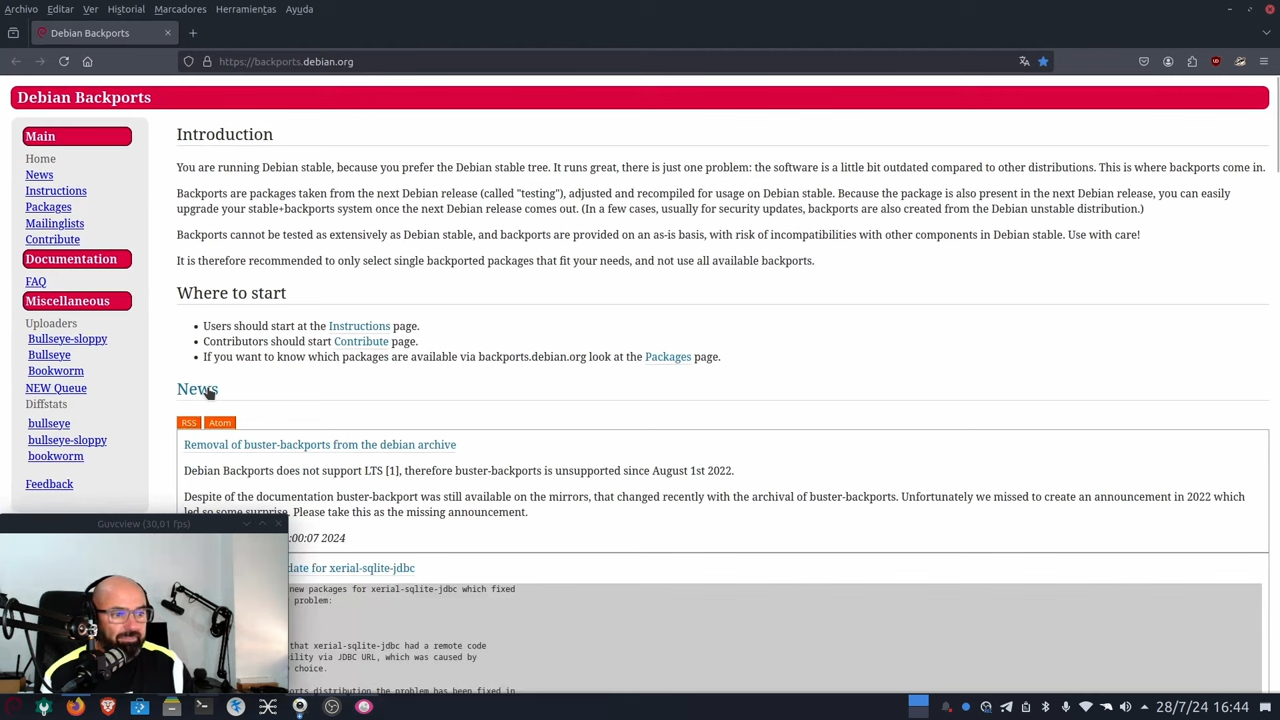 Archivo Editar Ver Historial Marcadores Herramientas Ayuda
Debian Backports
https://backports.debian.org
Debian Backports
Main
Home
News
Instructions
Packages
Mailinglists
Contribute
Documentation
FAQ
Miscellaneous
Uploaders
Bullseye-sloppy
Bullseye
Bookworm
NEW Queue
Diffstats
bullseye
bullseye-sloppy
bookworm
Feedback
Introduction
You are running Debian stable, because you prefer the Debian stable tree. It runs great, there is just one problem: the software is a little bit outdated compared to other distributions. This is where backports come in.
Backports are packages taken from the next Debian release (called "testing"), adjusted and recompiled for usage on Debian stable. Because the package is also present in the next Debian release, you can easily
upgrade your stable+backports system once the next Debian release comes out. (In a few cases, usually for security updates, backports are also created from the Debian unstable distribution.)
Backports cannot be tested as extensively as Debian stable, and backports are provided on an as-is basis, with risk of incompatibilities with other components in Debian stable. Use with care!
It is therefore recommended to only select single backported packages that fit your needs, and not use all available backports.
Where to start
• Users should start at the Instructions page.
• Contributors should start Contribute page.
• If you want to know which packages are available via backports.debian.org look at the Packages page.
News
RSS Atom
Removal of buster-backports from the debian archive
Debian Backports does not support LTS [1], therefore buster-backports is unsupported since August 1st 2022.
Despite of the documentation buster-backport was still available on the mirrors, that changed recently with the archival of buster-backports. Unfortunately we missed to create an announcement in 2022 which
led so some surprise. Please take this as the missing announcement.
:00:07 2024
date for xerial-sqlite-jdbc
new packages for xerial-sqlite-jdbc which fixed
problem:
that xerial-sqlite-jdbc had a remote code
ility via JDBC URL, which was caused by
choice.
ports distribution the problem has been fixed in
Guvcview (30,01 fps)
28/7/24 16:44